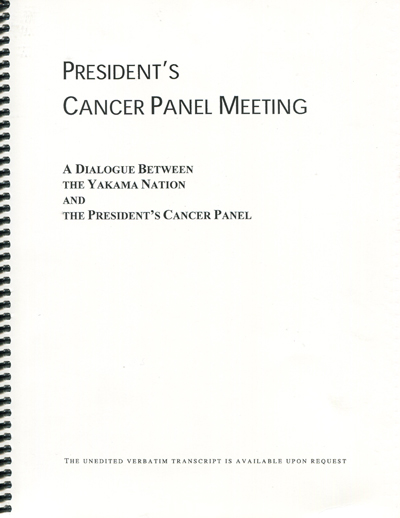 PRESIDENT'S
CANCER PANEL MEETING
A DIALOGUE BETWEEN
THE YAKAMA NATION
AND
THE PRESIDENT'S CANCER PANEL
THE UNEDITED VERBATIM TRANSCRIPT IS AVAILABLE UPON REQUEST